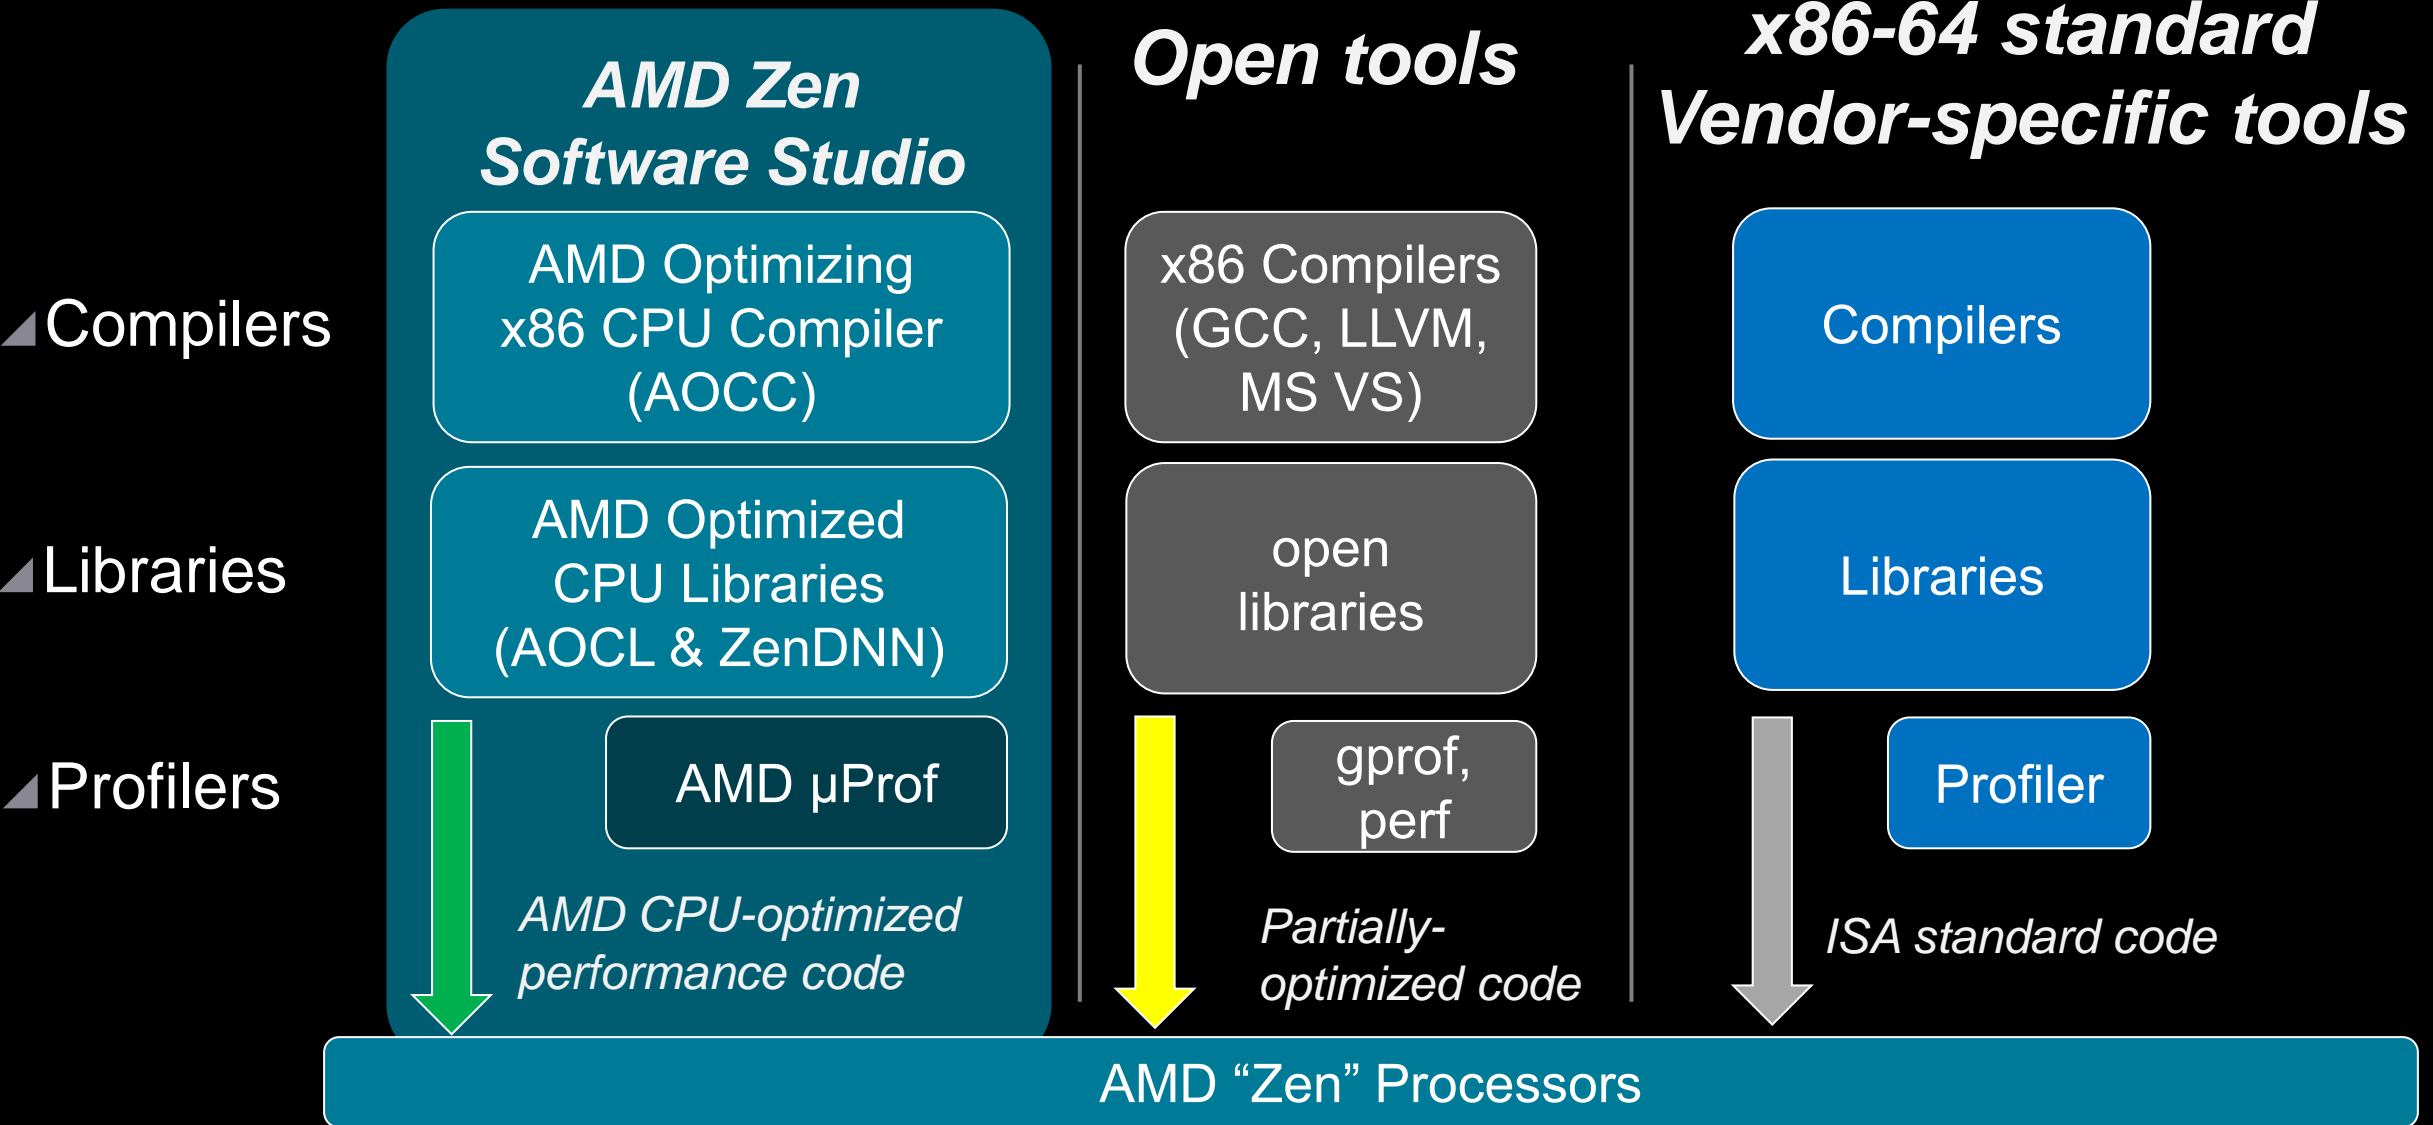 AMD Zen
Software Studio
Open tools
x86-64 standard
Vendor-specific tools
Compilers
AMD Optimizing
x86 CPU Compiler
(AOCC)
x86 Compilers
(GCC, LLVM,
MS VS)
Compilers
Libraries
AMD Optimized
CPU Libraries
(AOCL & ZenDNN)
open
libraries
Libraries
Profilers
AMD µProf
gprof,
perf
Profiler
AMD CPU-optimized
performance code
Partially-
optimized code
ISA standard code
AMD “Zen” Processors